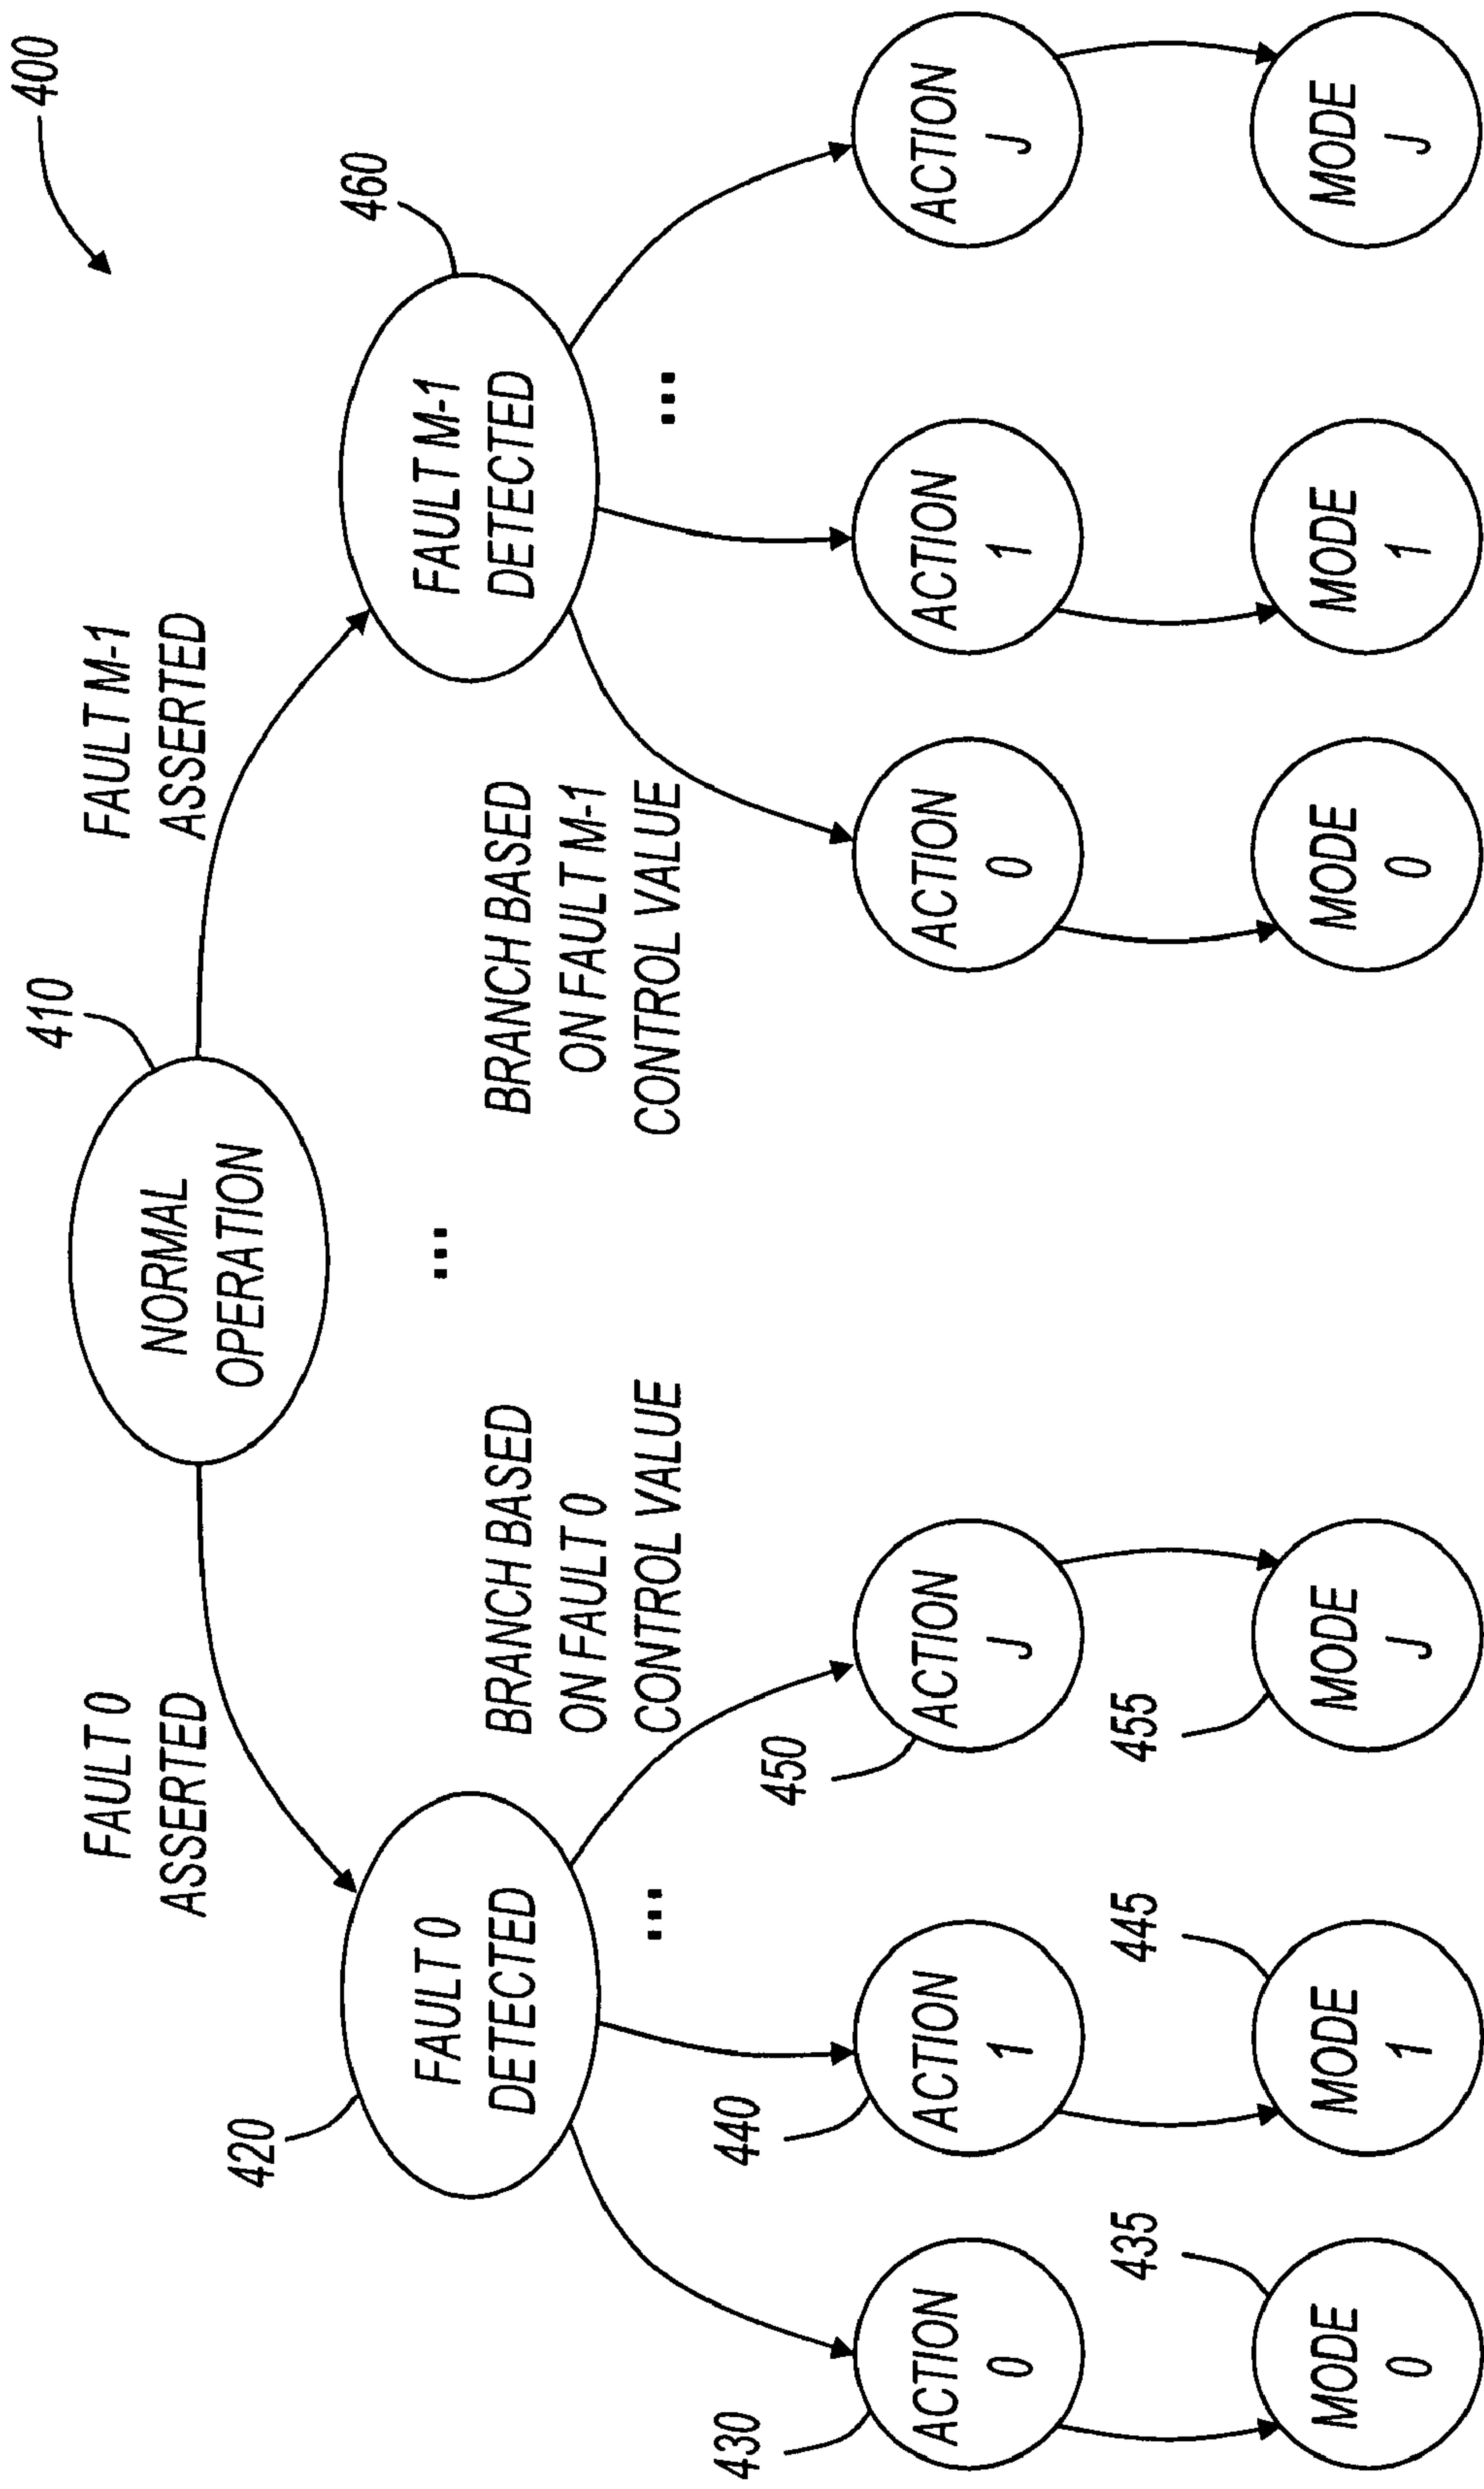 400
410
NORMAL
OPERATION
FAULT 0
ASSERTED
FAULT M-1
ASSERTED
420
FAULT 0
DETECTED
460
FAULT M-1
DETECTED
...
BRANCH BASED
ON FAULT 0
CONTROL VALUE
BRANCH BASED
ON FAULT M-1
CONTROL VALUE
...
...
430
ACTION
0
440
ACTION
1
450
ACTION
J
ACTION
0
ACTION
1
ACTION
J
435
MODE
0
445
MODE
1
455
MODE
J
MODE
0
MODE
1
MODE
J